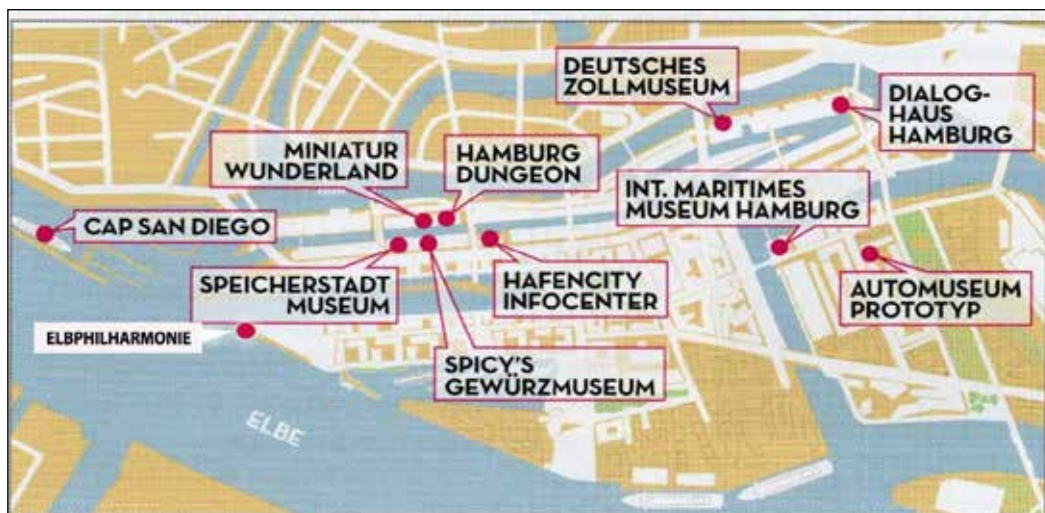 DEUTSCHES
ZOLLMUSEUM
DIALOG-
HAUS
HAMBURG
MINIATUR
WUNDERLAND
HAMBURG
DUNGEON
INT. MARITIMES
MUSEUM HAMBURG
CAP SAN DIEGO
SPEICHERSTADT
MUSEUM
HAFENCITY
INFOCENTER
AUTOMUSEUM
PROTOTYP
ELBPHILHARMONIE
SPICY'S
GEWÜRZMUSEUM
ELBE